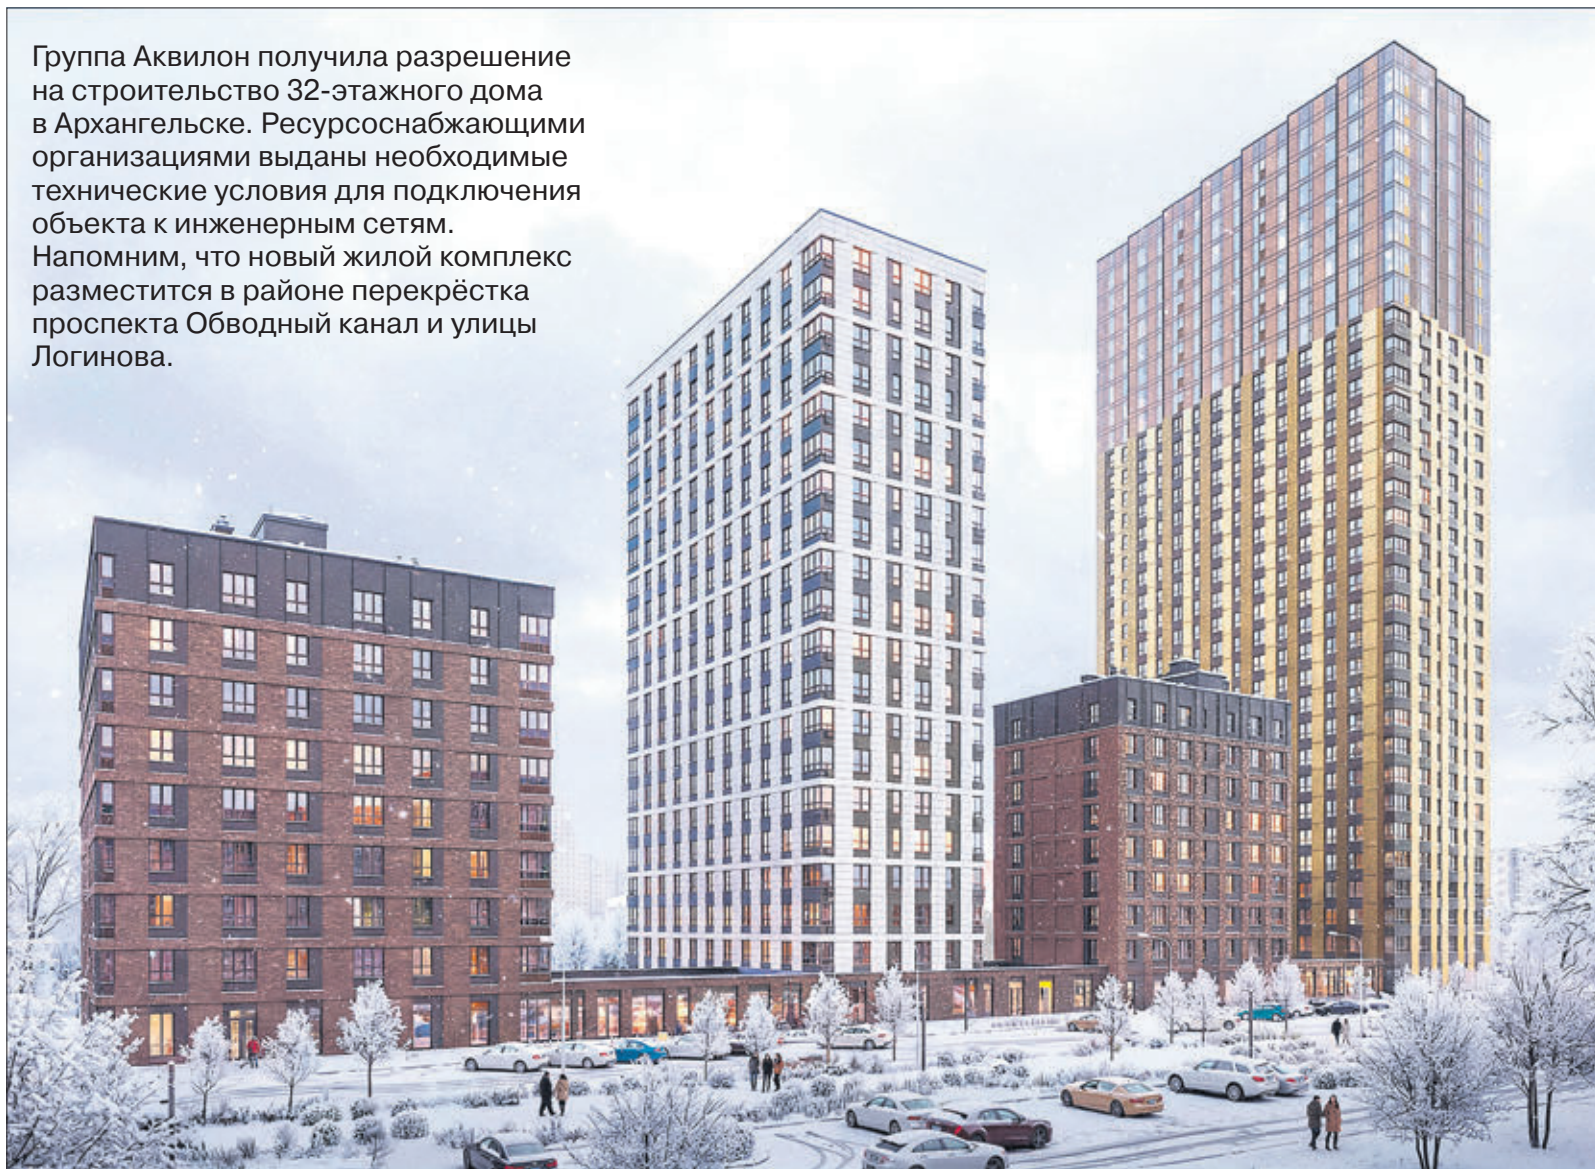 Группа Аквилон получила разрешение
на строительство 32-этажного дома
в Архангельске. Ресурсоснабжающими
организациями выданы необходимые
технические условия для подключения
объекта к инженерным сетям.
Напомним, что новый жилой комплекс
разместится в районе перекрёстка
проспекта Обводный канал и улицы
Логинова.